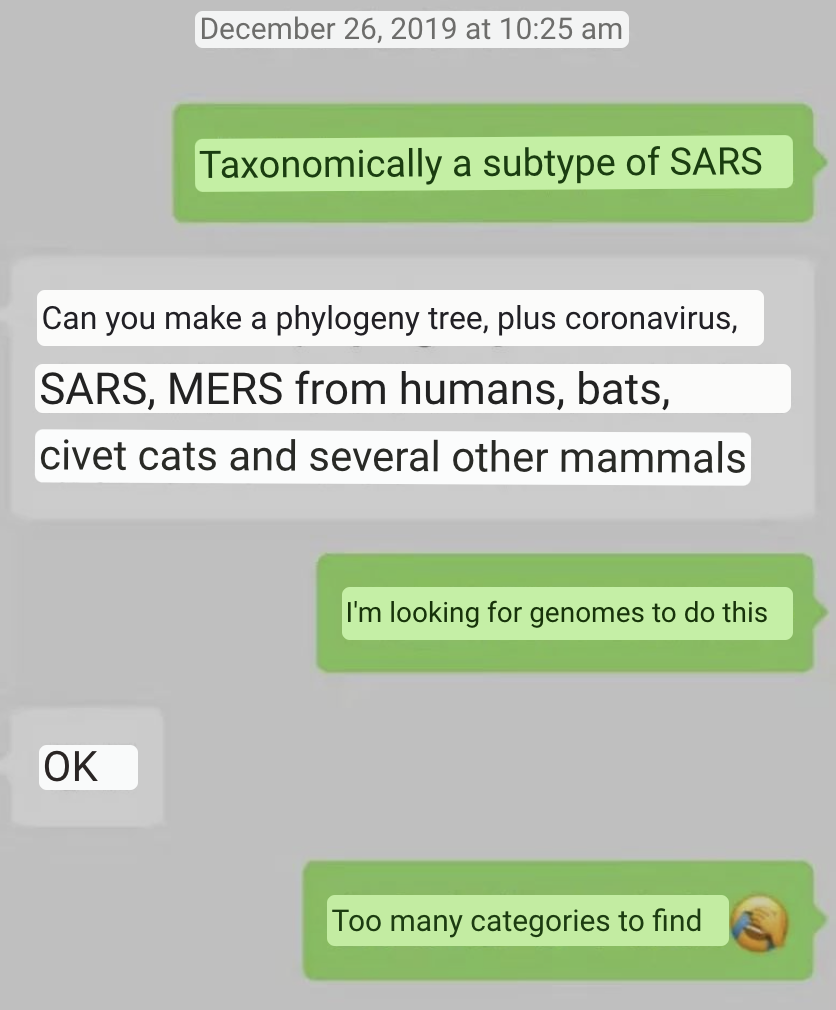 December 26, 2019 at 10:25 am
Taxonomically a subtype of SARS
Can you make a phylogeny tree, plus coronavirus,
SARS, MERS from humans, bats,
civet cats and several other mammals
I'm looking for genomes to do this
OK
Too many categories to find 🤦